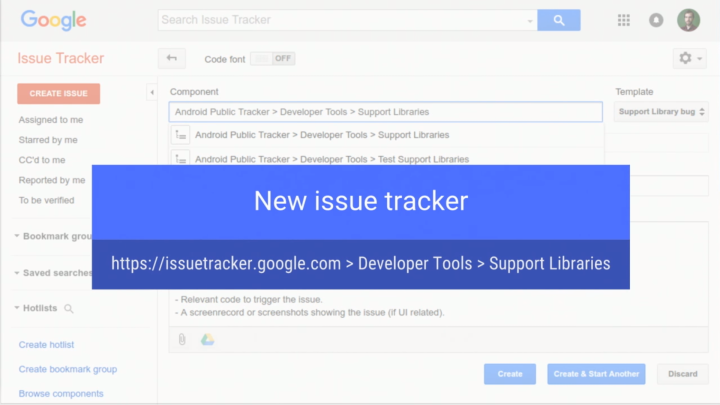 Google
Search Issue Tracker
Issue Tracker
Code font OFF
CREATE ISSUE
Component
Template
Assigned to me
Android Public Tracker > Developer Tools > Support Libraries
Support Library bug
Starred by me
Android Public Tracker > Developer Tools > Support Libraries
CC'd to me
Android Public Tracker > Developer Tools > Test Support Libraries
Reported by me
To be verified
New issue tracker
Bookmark grou
https://issuetracker.google.com > Developer Tools > Support Libraries
Saved searches
Hotlists
- Relevant code to trigger the issue.
- A screenrecord or screenshots showing the issue (if UI related).
Create hotlist
Create bookmark group
Browse components
Create
Create & Start Another
Discard